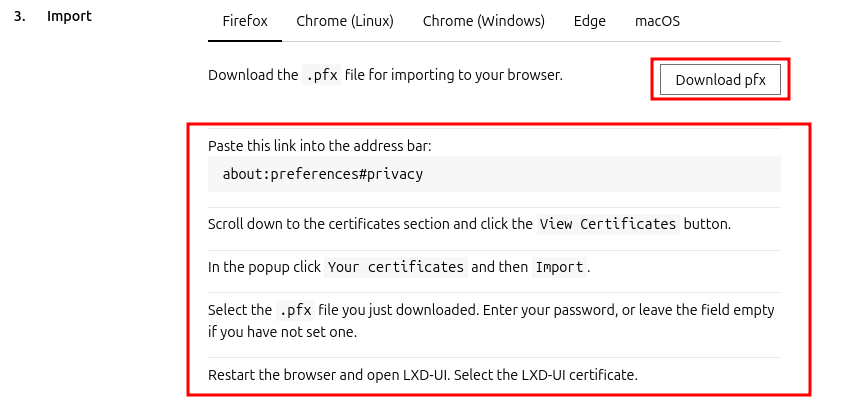 3. Import
Firefox Chrome (Linux) Chrome (Windows) Edge macOS
Download the .pfx file for importing to your browser.
Download pfx
Paste this link into the address bar:
about:preferences#privacy
Scroll down to the certificates section and click the View Certificates button.
In the popup click Your certificates and then Import.
Select the .pfx file you just downloaded. Enter your password, or leave the field empty
if you have not set one.
Restart the browser and open LXD-UI. Select the LXD-UI certificate.